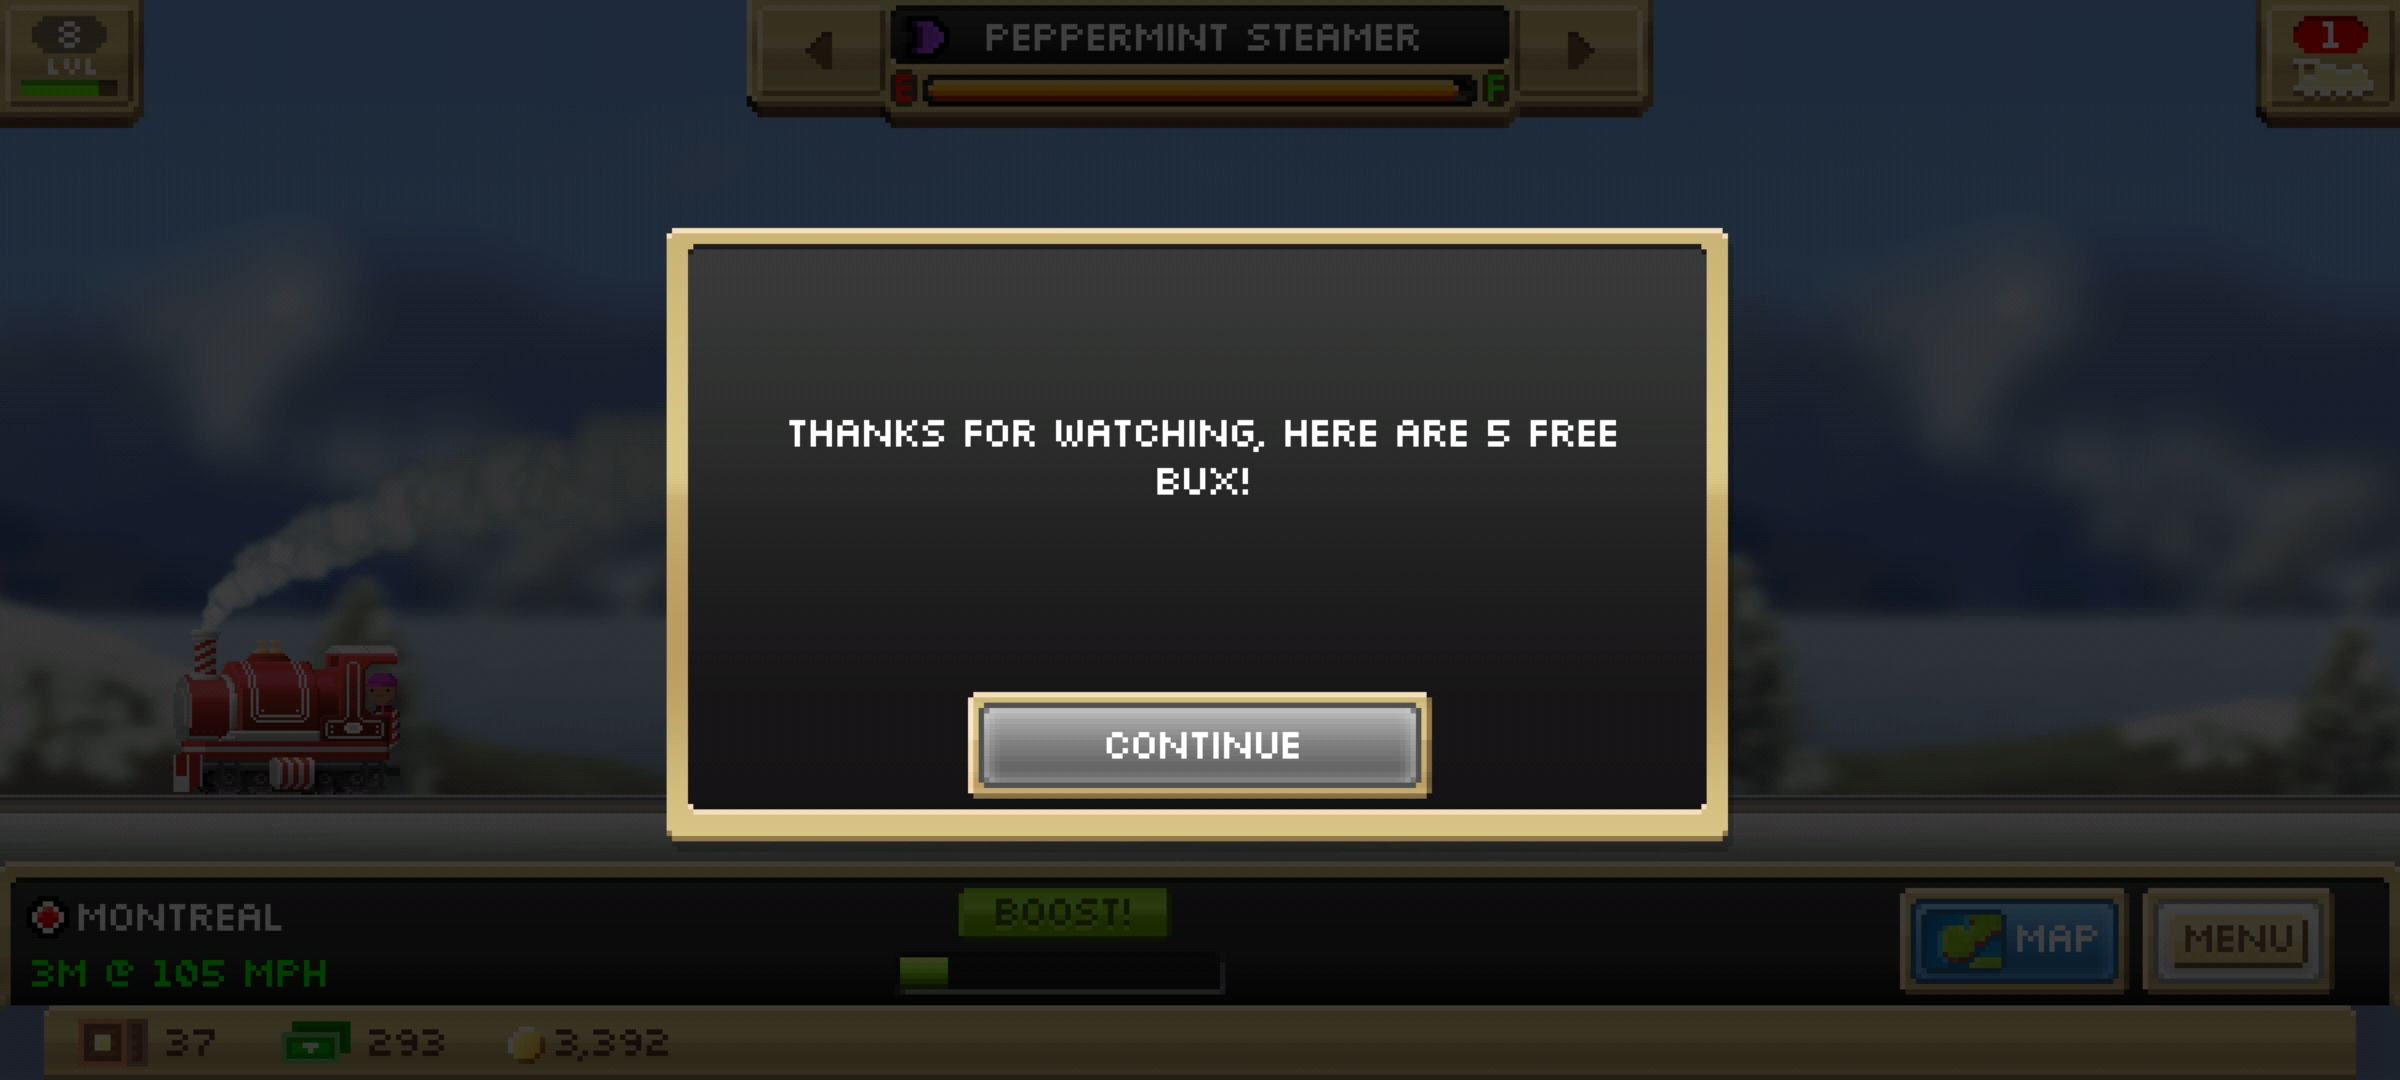 8
LVL
PEPPERMINT STEAMER
E
F
1
THANKS FOR WATCHING, HERE ARE 5 FREE
BUX!
CONTINUE
MONTREAL
3M @ 105 MPH
BOOST!
MAP
MENU
37
293
3,392